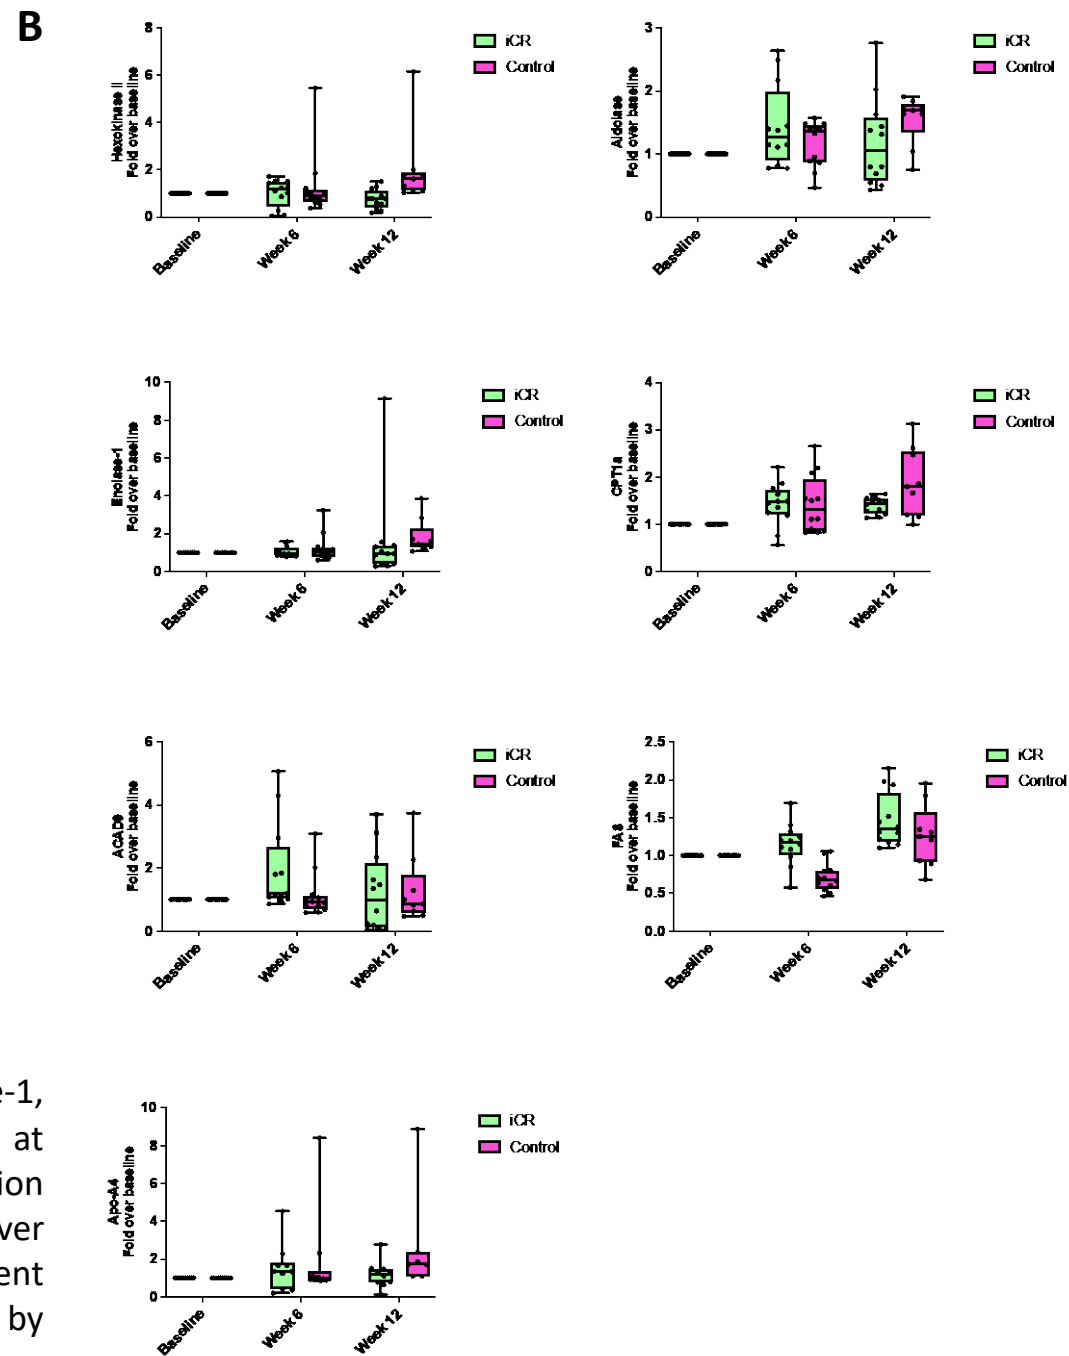 B
Hexokinase II
Fold over baseline
8
6
4
2
0
Baseline
Week 6
Week 12
iCR
Control
Aldolase
Fold over baseline
3
2
1
0
Baseline
Week 6
Week 12
iCR
Control
Enolase-1
Fold over baseline
10
8
6
4
2
0
Baseline
Week 6
Week 12
iCR
Control
CPT1a
Fold over baseline
4
3
2
1
0
Baseline
Week 6
Week 12
iCR
Control
ACAD9
Fold over baseline
6
4
2
0
Baseline
Week 6
Week 12
iCR
Control
FAS
Fold over baseline
2.5
2.0
1.5
1.0
0.5
0.0
Baseline
Week 6
Week 12
iCR
Control
e-1,
at
ion
ver
ent
by
Apo-A4
Fold over baseline
10
8
6
4
2
0
Baseline
Week 6
Week 12
iCR
Control